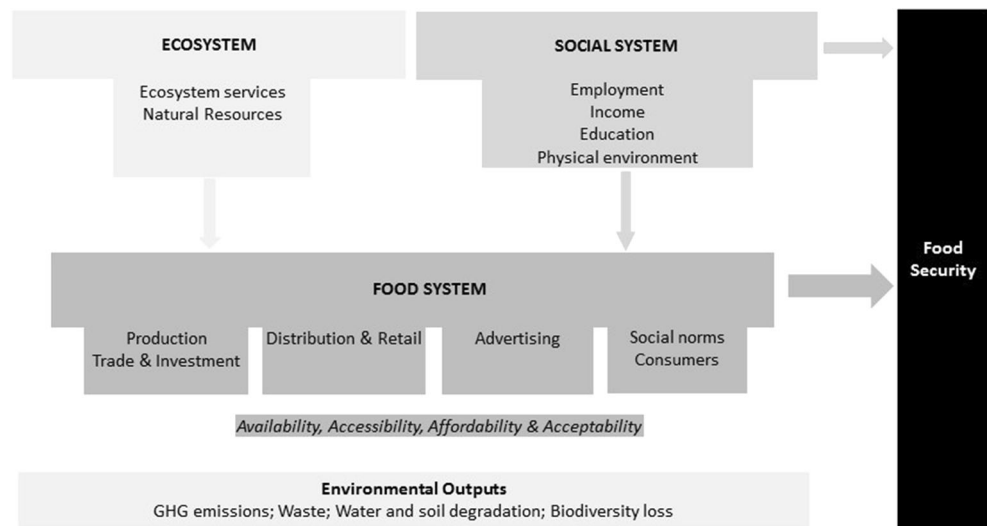 ECOSYSTEM
Ecosystem services
Natural Resources
SOCIAL SYSTEM
Employment
Income
Education
Physical environment
FOOD SYSTEM
Production
Trade & Investment
Distribution & Retail
Advertising
Social norms
Consumers
Availability, Accessibility, Affordability & Acceptability
Environmental Outputs
GHG emissions; Waste; Water and soil degradation; Biodiversity loss
Food
Security